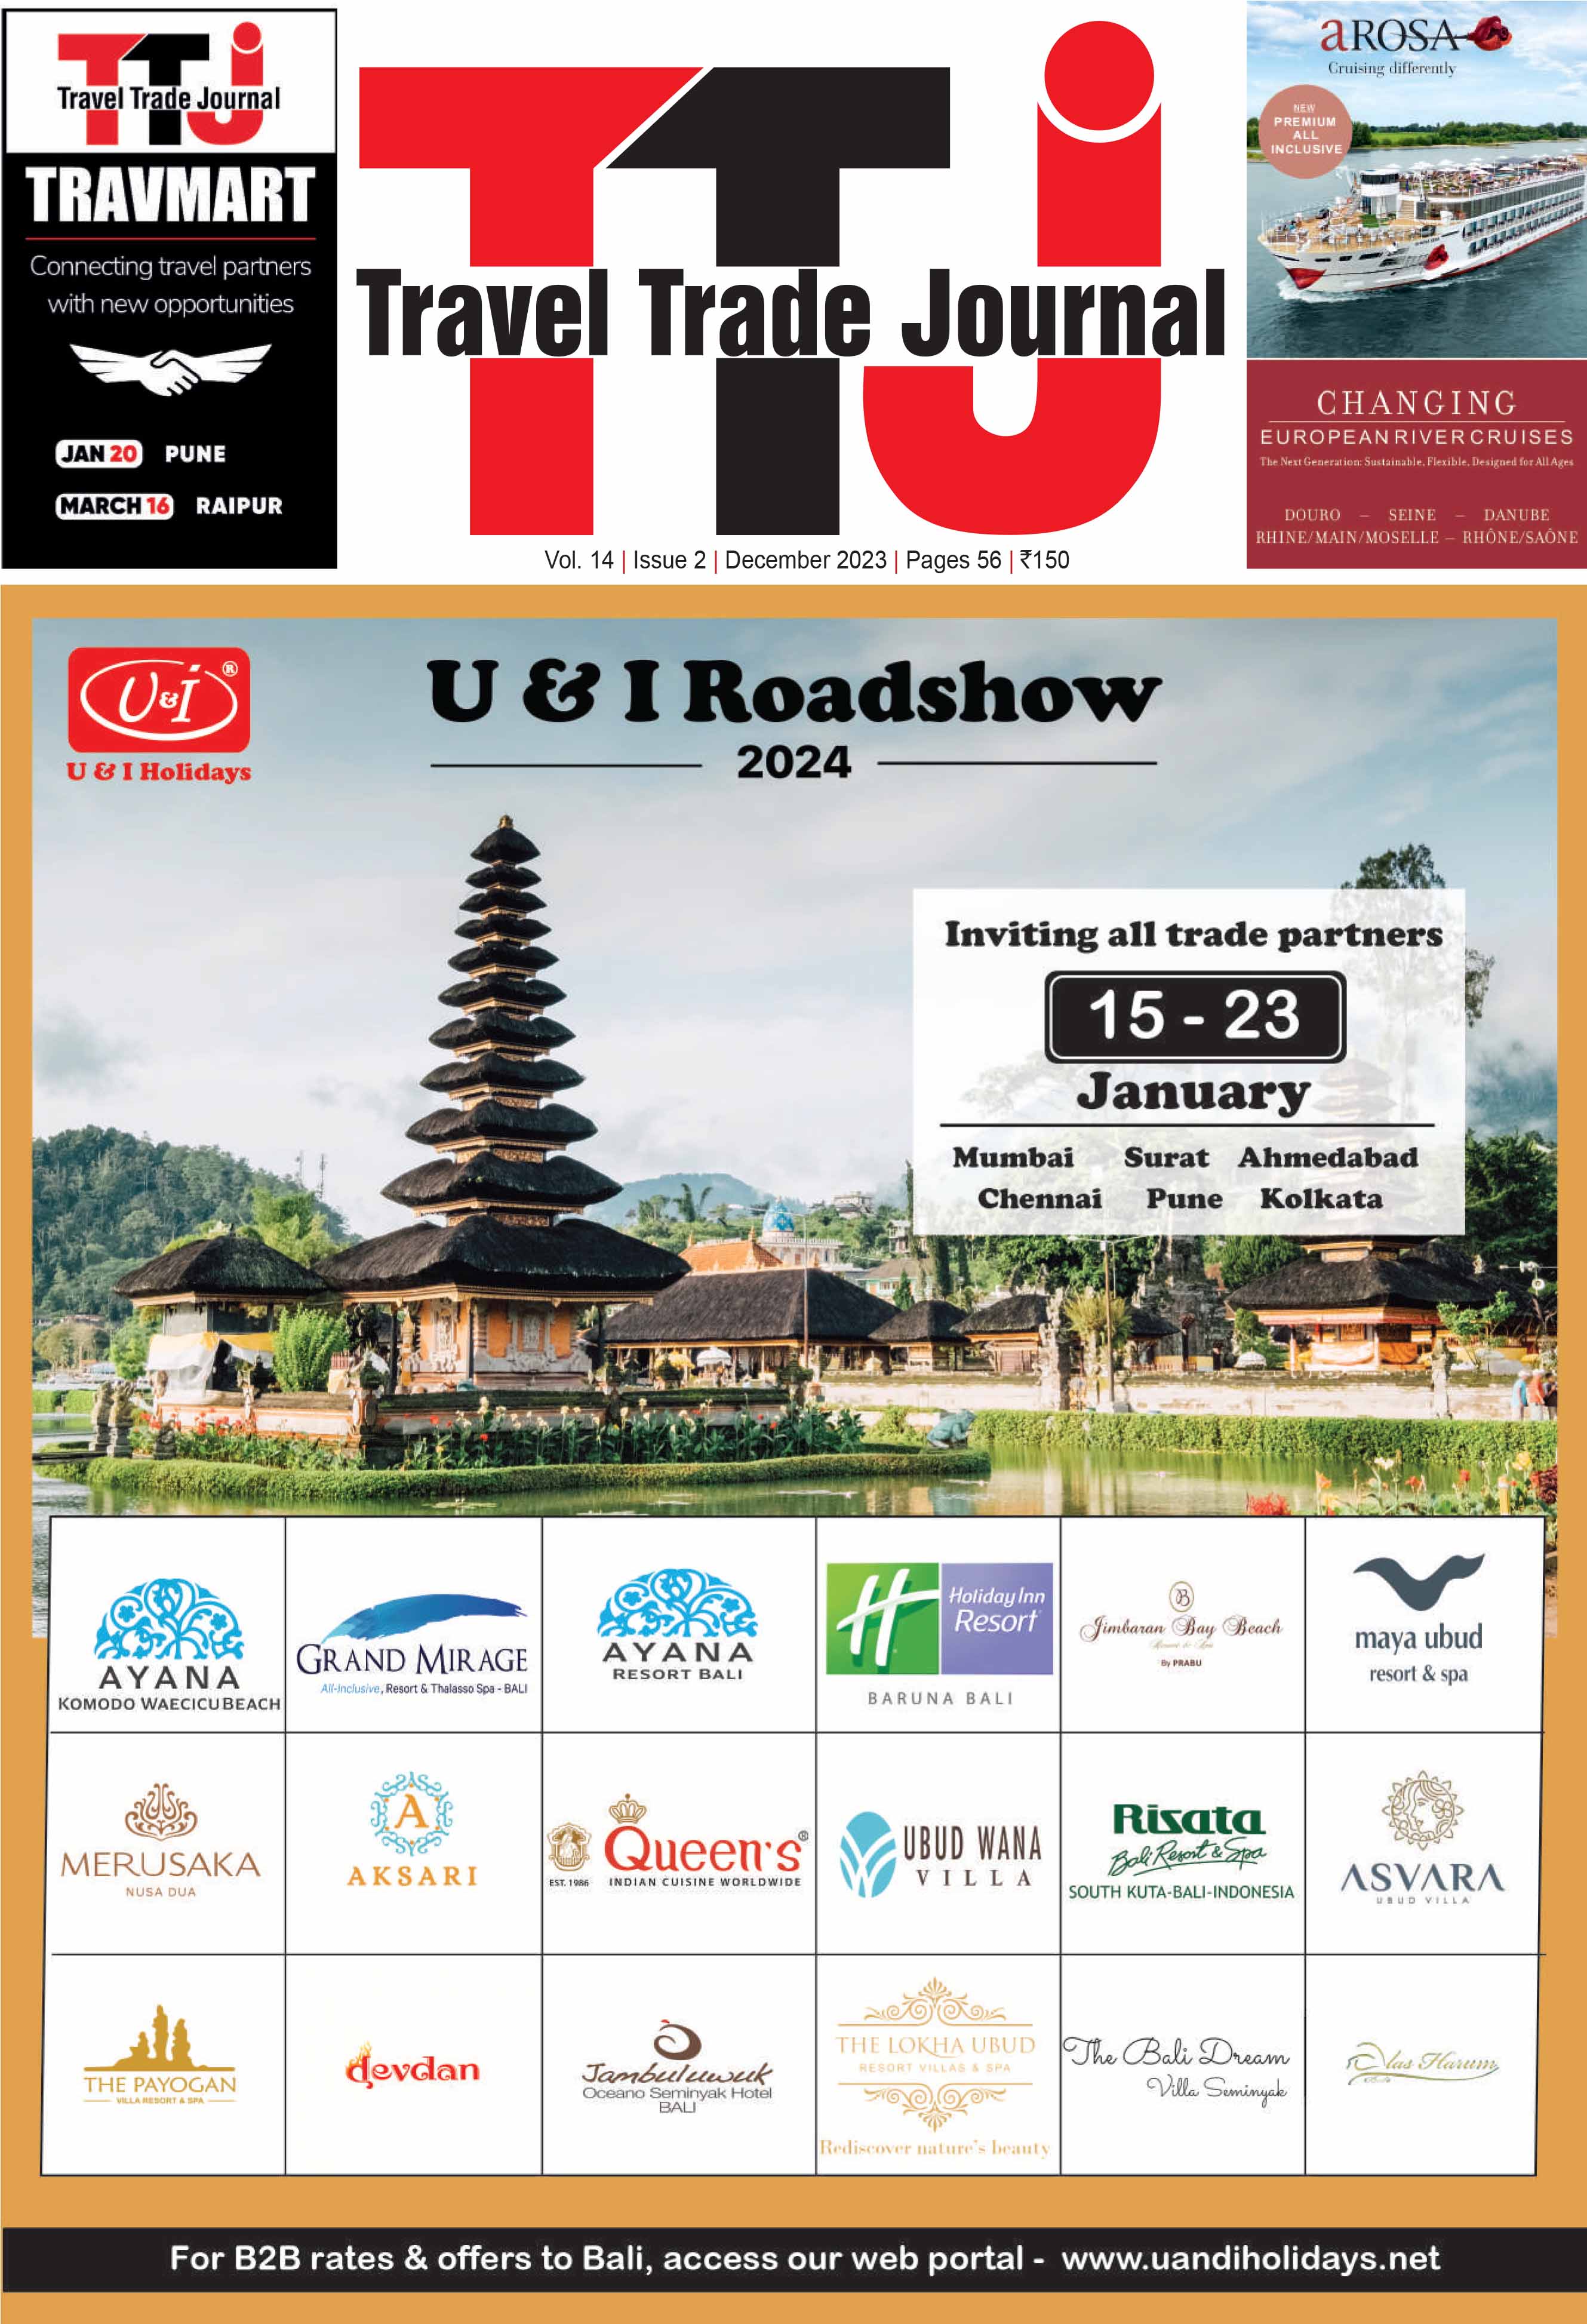 TTJ
Travel Trade Journal
TRAVMART
Connecting travel partners
with new opportunities
JAN 20 PUNE
MARCH 16 RAIPUR
TTJ
Travel Trade Journal
Vol. 14 | Issue 2 | December 2023 | Pages 56 | ₹150
aROSA
Cruising differently
NEW
PREMIUM
ALL
INCLUSIVE
CHANGING
EUROPEAN RIVER CRUISES
The Next Generation: Sustainable, Flexible, Designed for All Ages
DOURO – SEINE – DANUBE
RHINE/MAIN/MOSELLE – RHÔNE/SAÔNE
U&I ®
U & I Holidays
U & I Roadshow
2024
Inviting all trade partners
15 - 23
January
Mumbai Surat Ahmedabad
Chennai Pune Kolkata
AYANA
KOMODO WAECICU BEACH
GRAND MIRAGE
All-Inclusive, Resort & Thalasso Spa - BALI
AYANA
RESORT BALI
H
Holiday Inn
Resort
BARUNA BALI
B
Jimbaran Bay Beach
Resort & Spa
By PRABU
maya ubud
resort & spa
MERUSAKA
NUSA DUA
A
AKSARI
Queen's®
EST. 1986 INDIAN CUISINE WORLDWIDE
UBUD WANA
VILLA
Risata
Bali Resort & Spa
SOUTH KUTA-BALI-INDONESIA
ASVARA
UBUD VILLA
THE PAYOGAN
VILLA RESORT & SPA
devdan
Jambuluwuk
Oceano Seminyak Hotel
BALI
THE LOKHA UBUD
RESORT VILLAS & SPA
Rediscover nature's beauty
The Bali Dream
Villa Seminyak
Alas Harum
For B2B rates & offers to Bali, access our web portal - www.uandiholidays.net